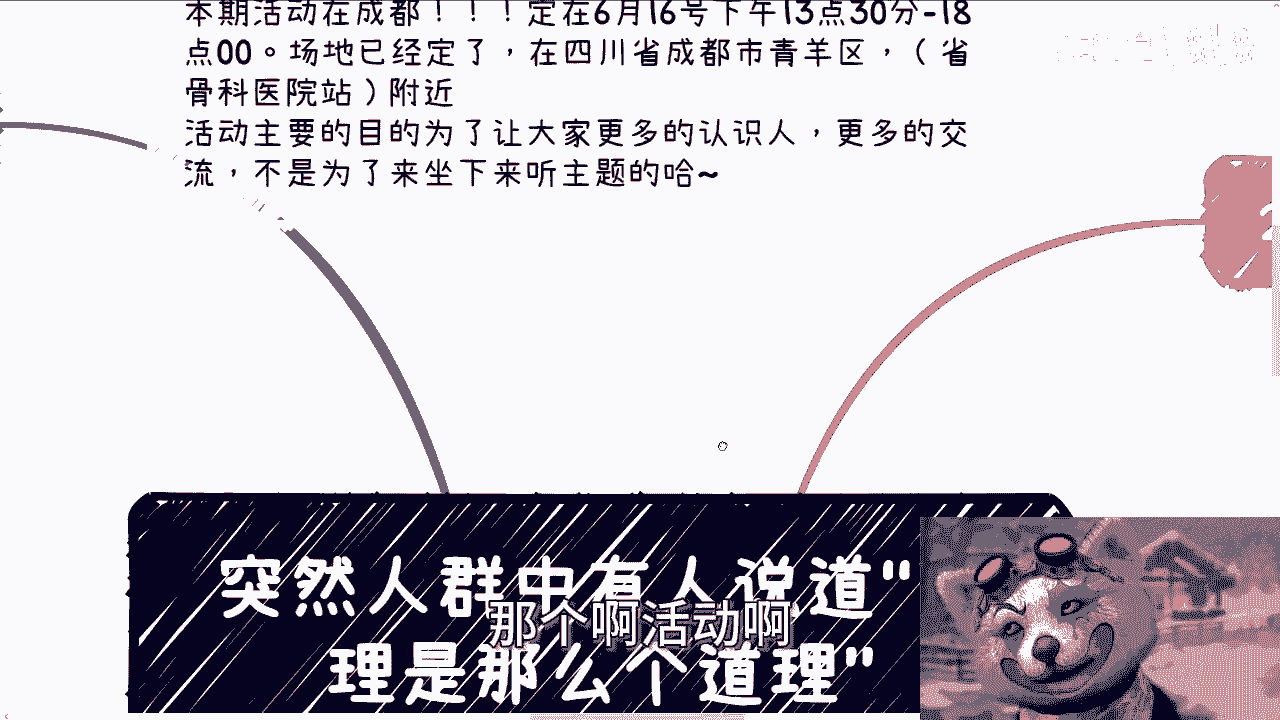 本期活动在成都！！！定在6月16号下午13点30分-18
点00。场地已经定了，在四川省成都市青羊区，（省
骨科医院站）附近
活动主要的目的为了让大家更多的认识人，更多的交
流，不是为了来坐下来听主题的哈~
突然人群中有人说道"
那个啊活动啊
理是那么个道理"